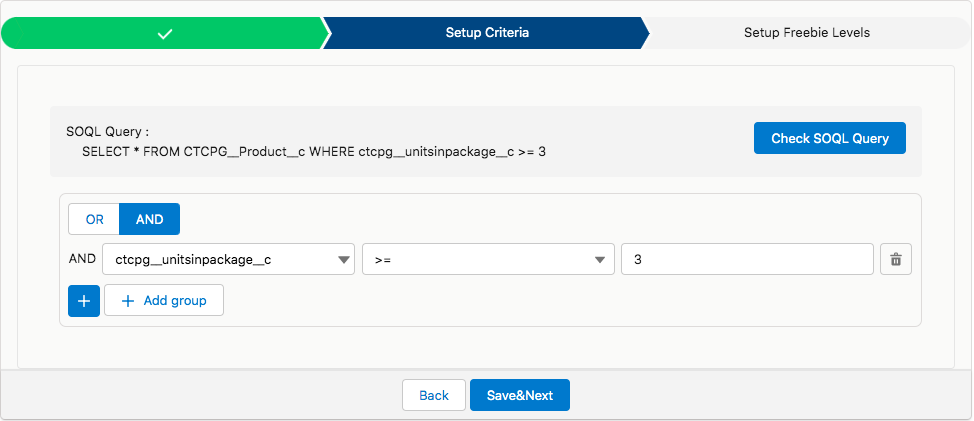 Setup Criteria
Setup Freebie Levels
SOQL Query :
SELECT * FROM CTCPG__Product__c WHERE ctcpg__unitsinpackage__c >= 3
Check SOQL Query
OR AND
AND ctcpg__unitsinpackage__c >= 3
+ + Add group
Back Save&Next